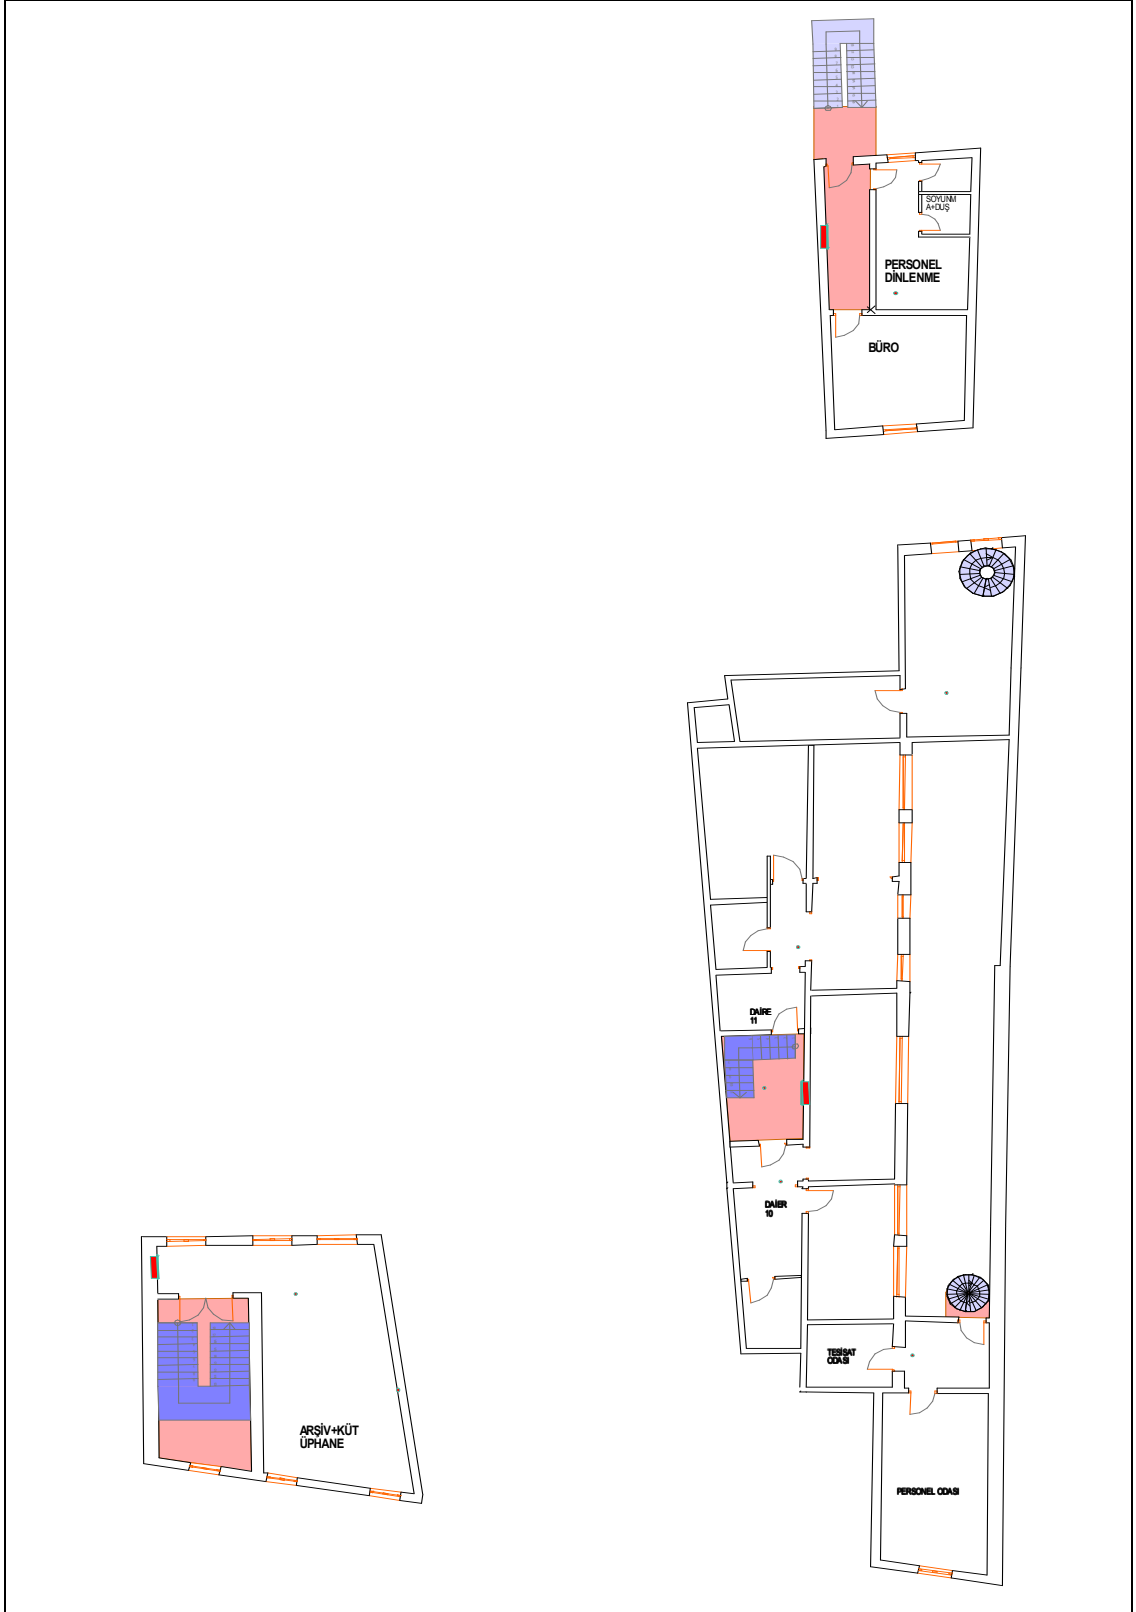 SOYUNM
A+DUŞ
PERSONEL
DİNLENME
BÜRO
DAİRE
11
DAİER
10
TESİSAT
ODASI
ARŞİV+KÜT
ÜPHANE
PERSONEL ODASI